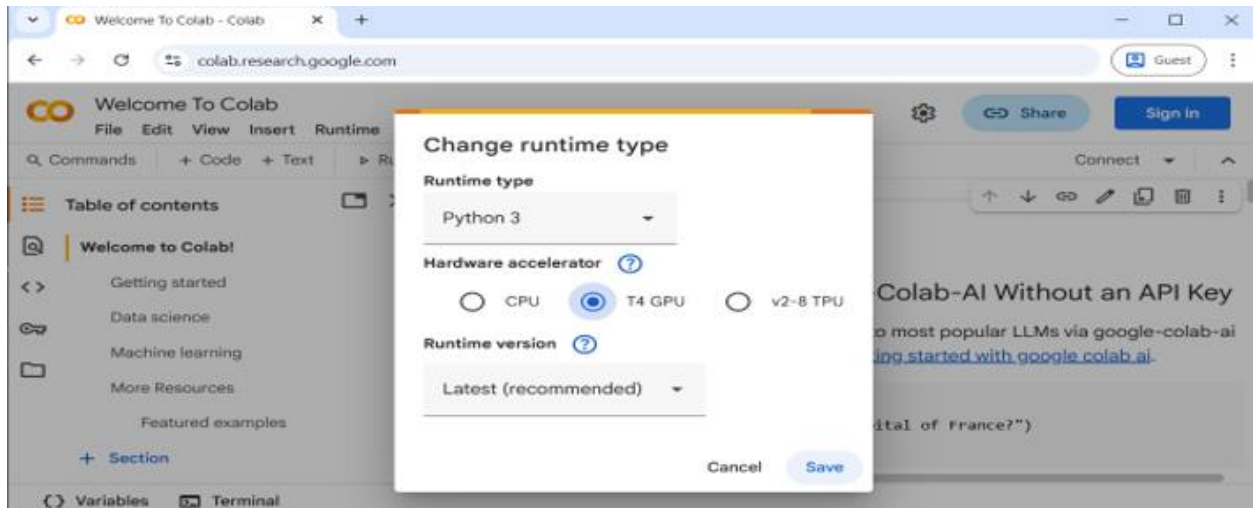 Welcome To Colab - Colab
colab.research.google.com
Guest
Welcome To Colab
File Edit View Insert Runtime
Share
Sign in
Commands + Code + Text
Connect
Table of contents
Welcome to Colab!
Getting started
Data science
Machine learning
More Resources
Featured examples
+ Section
Variables Terminal
Change runtime type
Runtime type
Python 3
Hardware accelerator ?
CPU T4 GPU v2-8 TPU
Runtime version ?
Latest (recommended)
Cancel Save
Colab-AI Without an API Key
o most popular LLMs via google-colab-ai
ing started with google colab ai.
ital of France?")